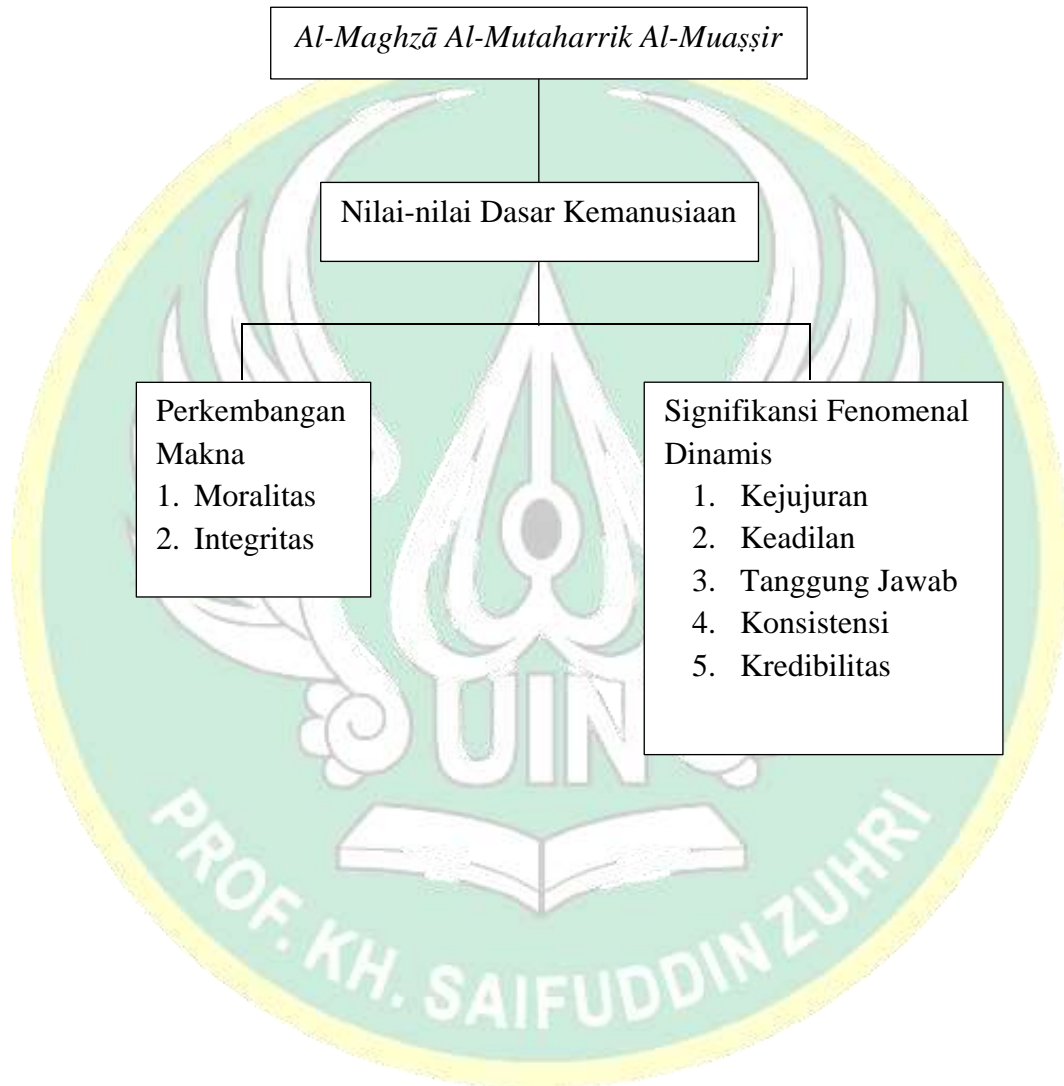 Al-Maghzā Al-Mutaharrik Al-Muaṣṣir
Nilai-nilai Dasar Kemanusiaan
Perkembangan
Makna
1. Moralitas
2. Integritas
Signifikansi Fenomenal
Dinamis
1. Kejujuran
2. Keadilan
3. Tanggung Jawab
4. Konsistensi
5. Kredibilitas
UIN
PROF. KH. SAIFUDDIN ZUHRI